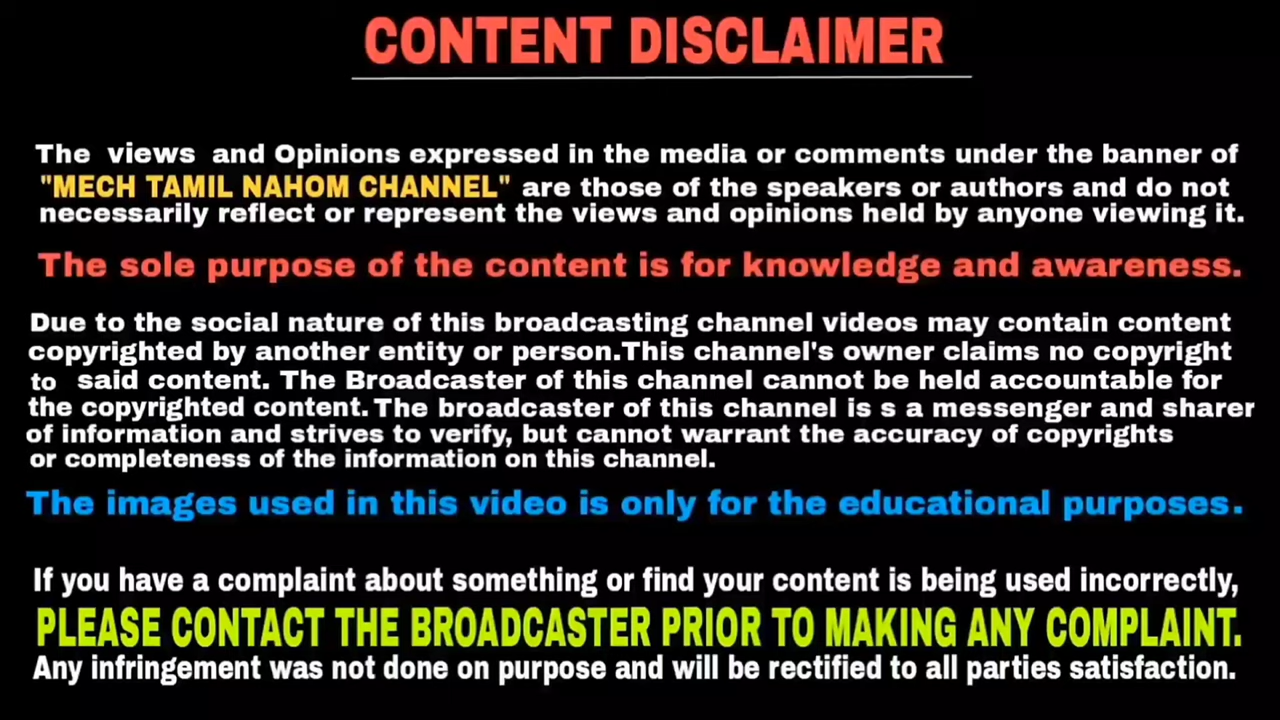 CONTENT DISCLAIMER
The views and Opinions expressed in the media or comments under the banner of
"MECH TAMIL NAHOM CHANNEL" are those of the speakers or authors and do not
necessarily reflect or represent the views and opinions held by anyone viewing it.
The sole purpose of the content is for knowledge and awareness.
Due to the social nature of this broadcasting channel videos may contain content
copyrighted by another entity or person.This channel's owner claims no copyright
to said content. The Broadcaster of this channel cannot be held accountable for
the copyrighted content. The broadcaster of this channel is s a messenger and sharer
of information and strives to verify, but cannot warrant the accuracy of copyrights
or completeness of the information on this channel.
The images used in this video is only for the educational purposes.
If you have a complaint about something or find your content is being used incorrectly,
PLEASE CONTACT THE BROADCASTER PRIOR TO MAKING ANY COMPLAINT.
Any infringement was not done on purpose and will be rectified to all parties satisfaction.